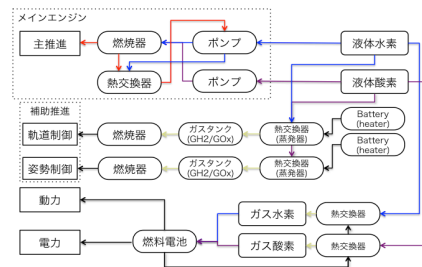 メインエンジン
主推進
燃焼器
ポンプ
液体水素
熱交換器
ポンプ
液体酸素
補助推進
軌道制御
燃焼器
ガスタンク
(GH2/GOx)
熱交換器
(蒸発器)
Battery
(heater)
Battery
(heater)
姿勢制御
燃焼器
ガスタンク
(GH2/GOx)
熱交換器
(蒸発器)
動力
ガス水素
熱交換器
電力
燃料電池
ガス酸素
熱交換器